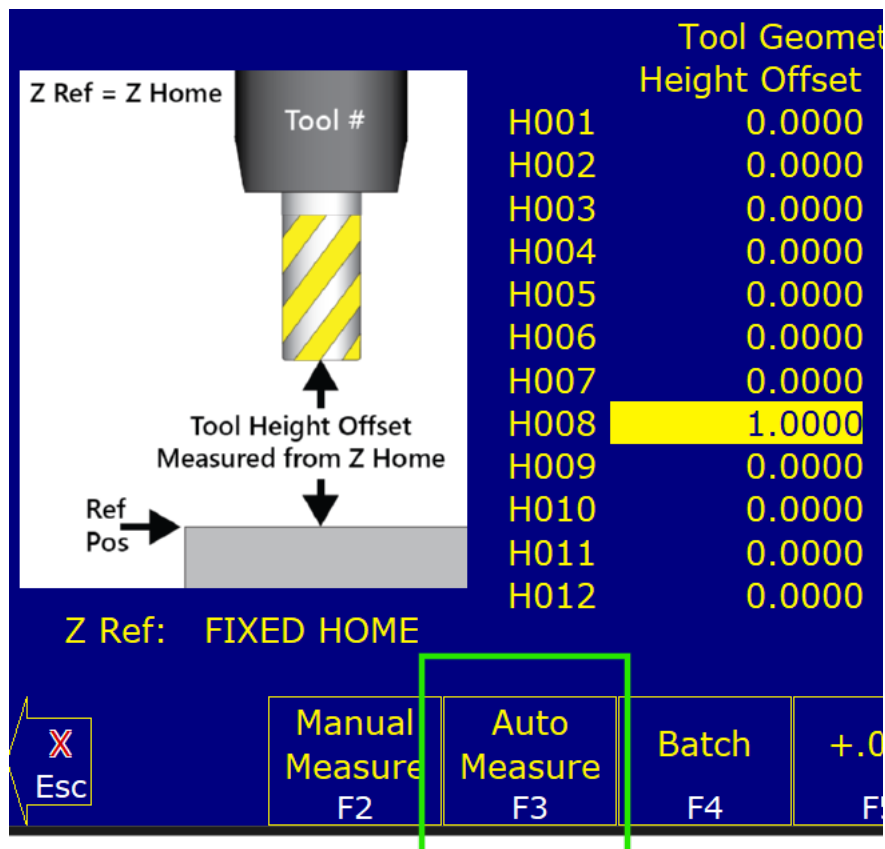 Tool Geomet
Height Offset
Z Ref = Z Home
Tool #
Tool Height Offset
Measured from Z Home
Ref
Pos
H001 0.0000
H002 0.0000
H003 0.0000
H004 0.0000
H005 0.0000
H006 0.0000
H007 0.0000
H008 1.0000
H009 0.0000
H010 0.0000
H011 0.0000
H012 0.0000
Z Ref: FIXED HOME
X
Esc
Manual
Measure
F2
Auto
Measure
F3
Batch
F4
+.0
F5